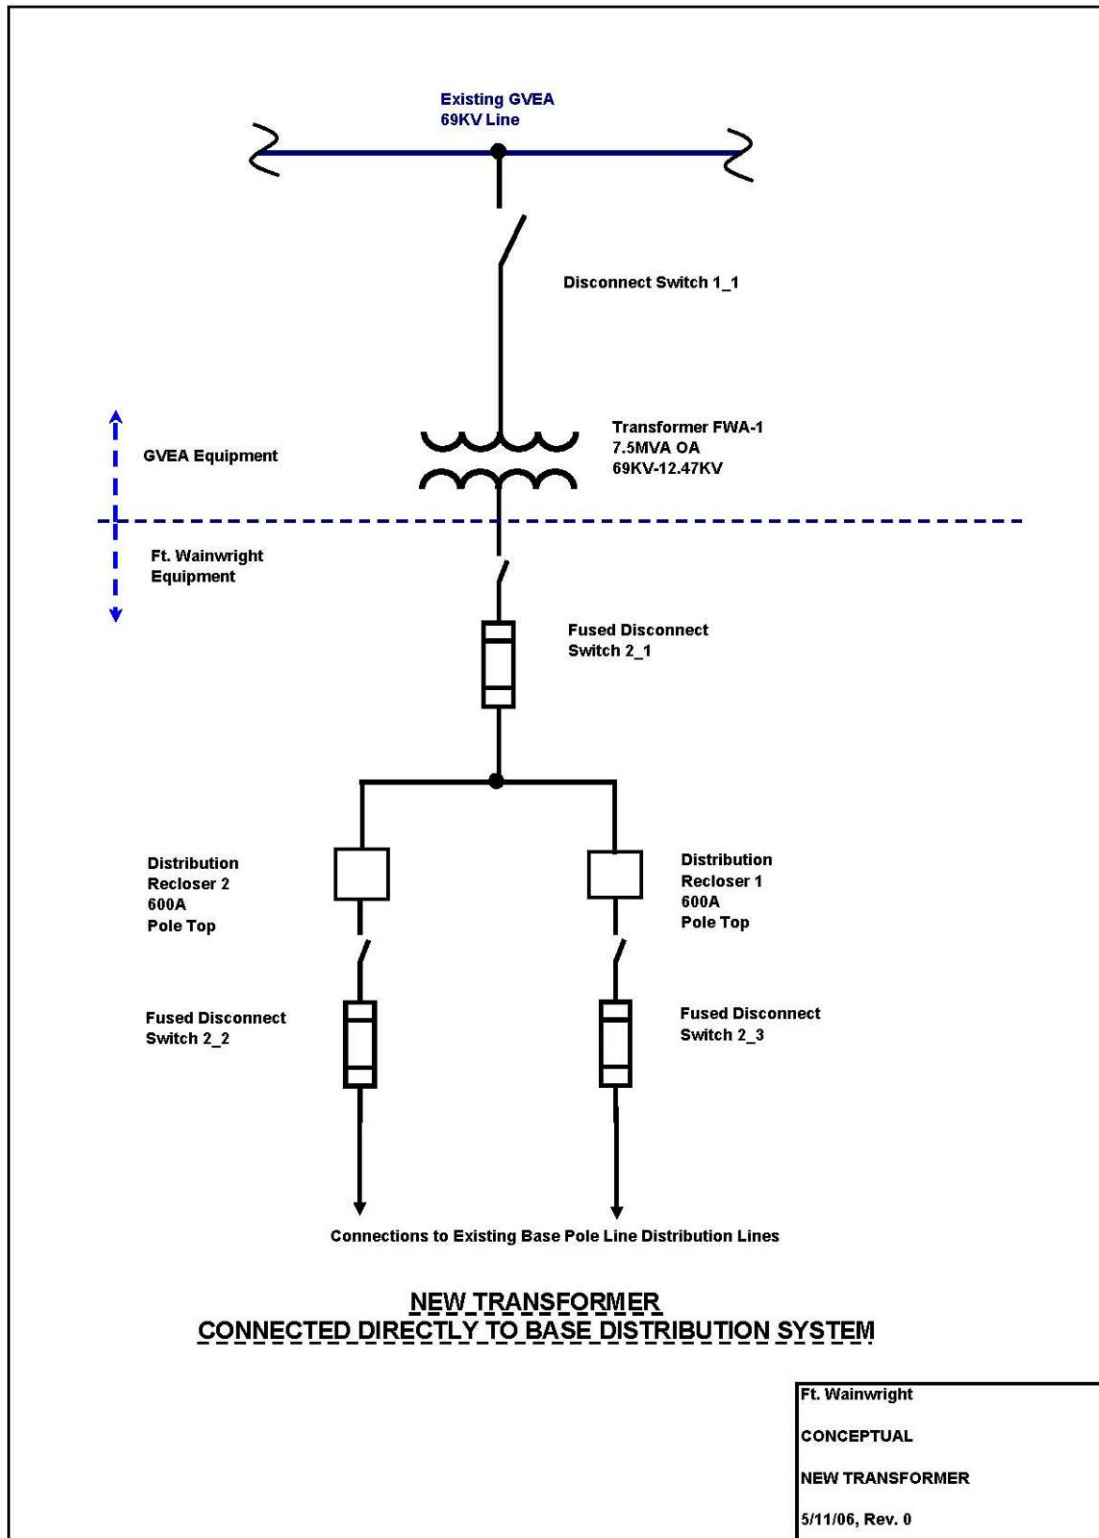 Existing GVEA
69KV Line
Disconnect Switch 1_1
Transformer FWA-1
7.5MVA OA
69KV-12.47KV
GVEA Equipment
Ft. Wainwright
Equipment
Fused Disconnect
Switch 2_1
Distribution
Recloser 2
600A
Pole Top
Distribution
Recloser 1
600A
Pole Top
Fused Disconnect
Switch 2_2
Fused Disconnect
Switch 2_3
Connections to Existing Base Pole Line Distribution Lines
NEW TRANSFORMER
CONNECTED DIRECTLY TO BASE DISTRIBUTION SYSTEM
Ft. Wainwright
CONCEPTUAL
NEW TRANSFORMER
5/11/06, Rev. 0